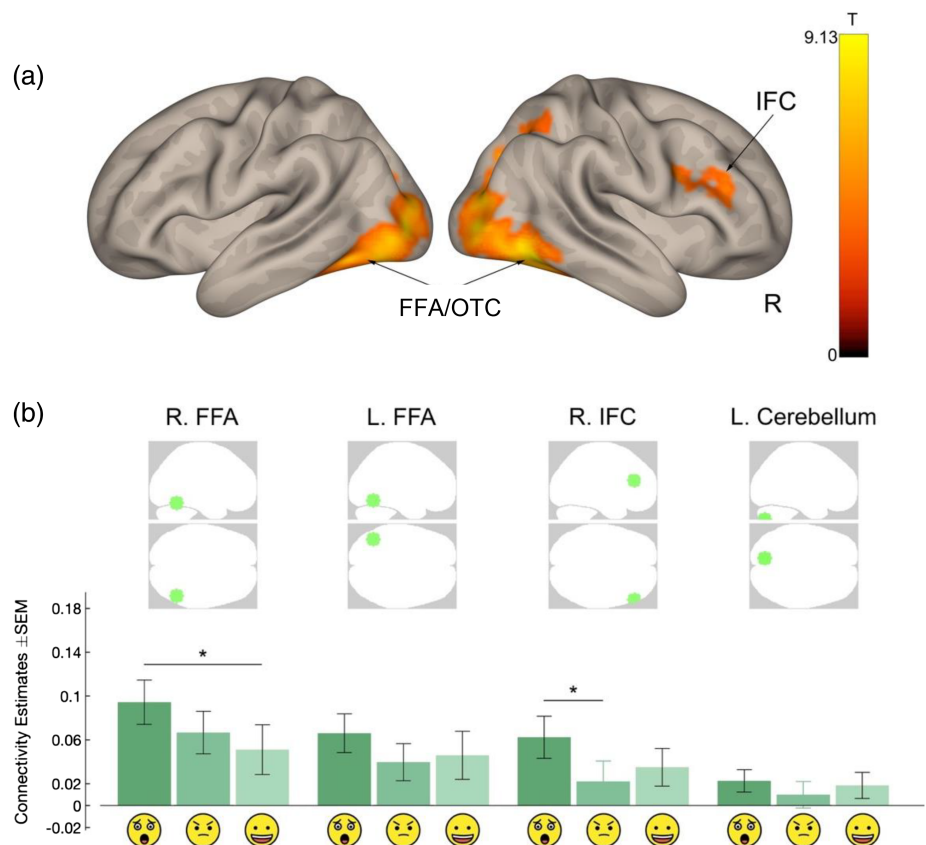 T
9.13
(a)
IFC
FFA/OTC
R
0
(b)
R. FFA
L. FFA
R. IFC
L. Cerebellum
Connectivity Estimates ±SEM
0.18
0.14
0.1
0.06
0.02
0
-0.02
*
*